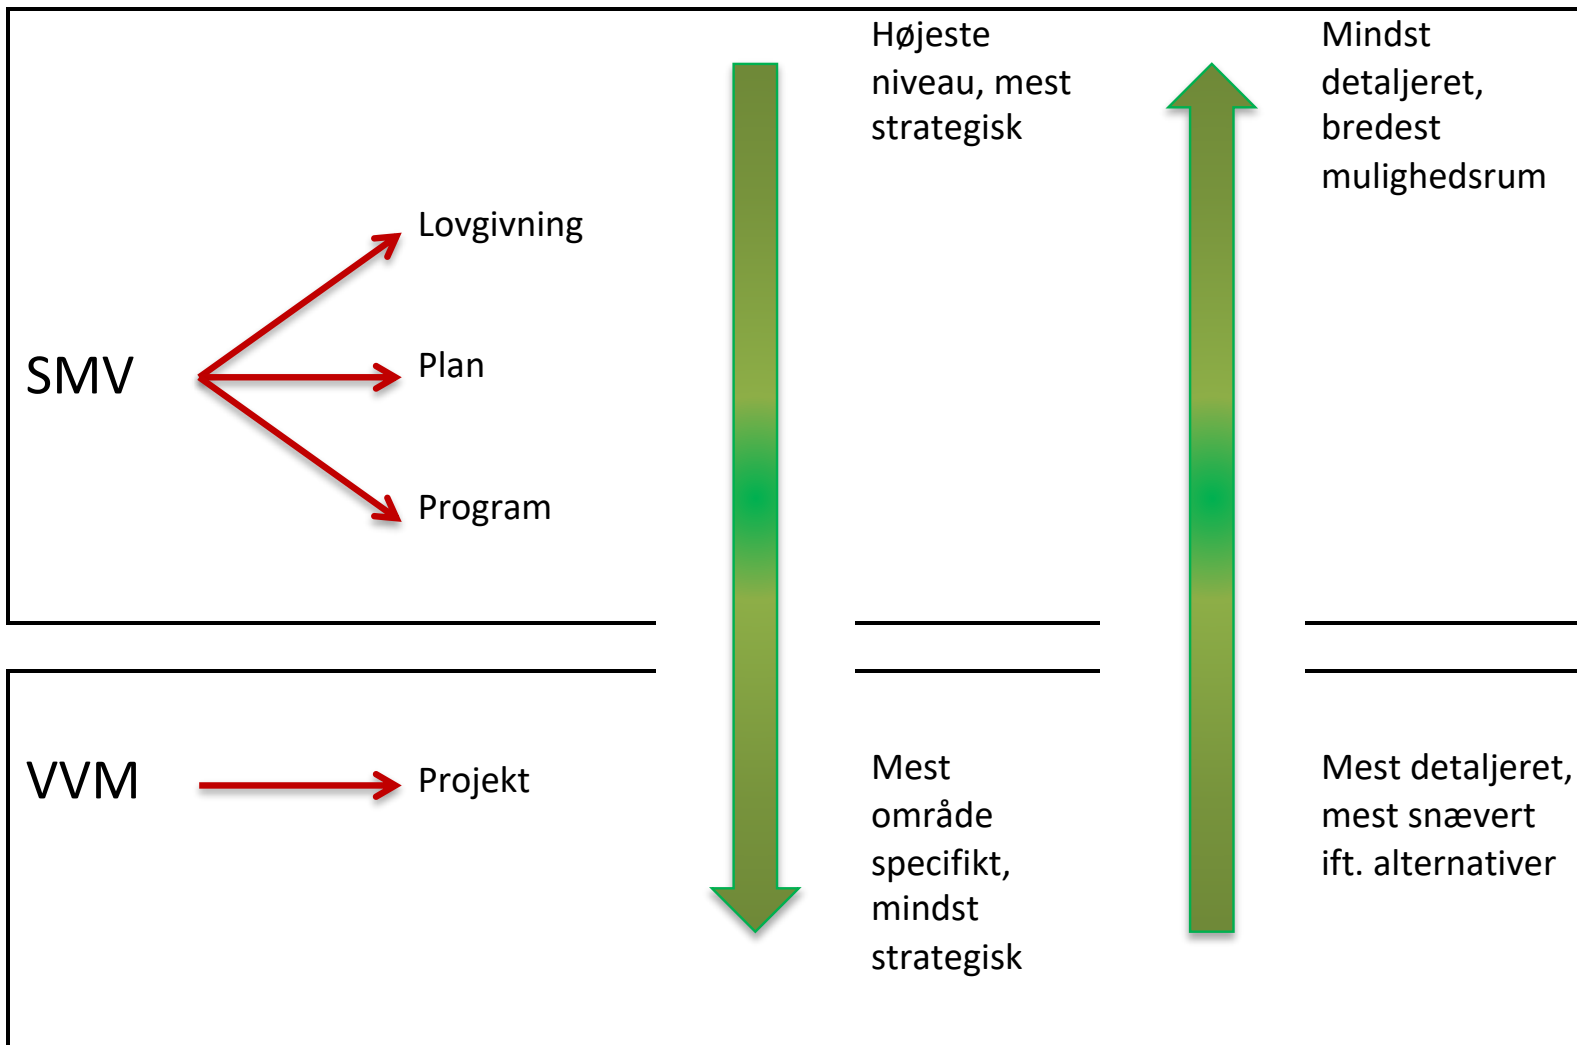 Højeste
niveau, mest
strategisk
Mindst
detaljeret,
bredest
mulighedsrum
SMV
Lovgivning
Plan
Program
VVM
Projekt
Mest
område
specifikt,
mindst
strategisk
Mest detaljeret,
mest snævert
ift. alternativer